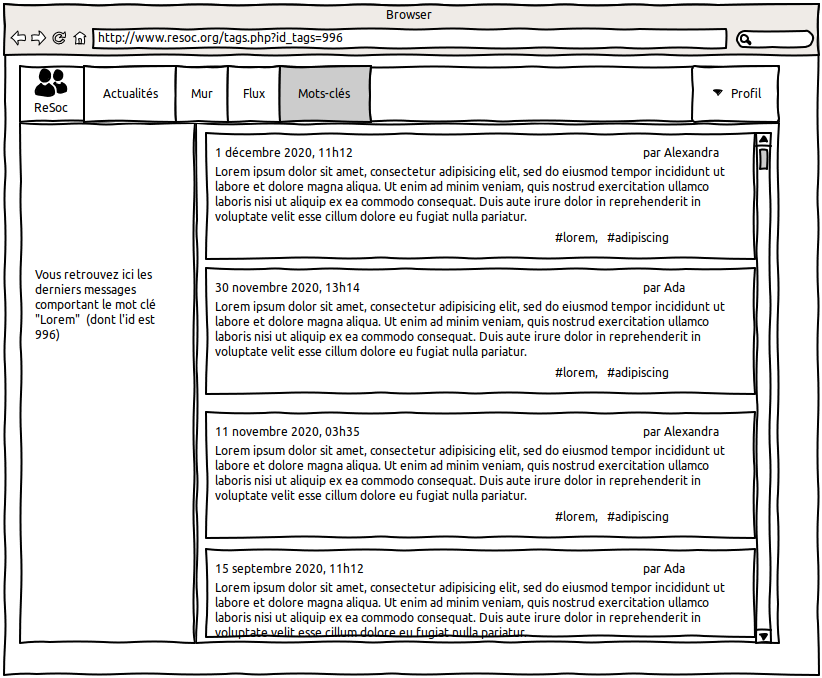 Browser
http://www.resoc.org/tags.php?id_tags=996
ReSoc
Actualités
Mur
Flux
Mots-clés
Profil
Vous retrouvez ici les
derniers messages
comportant le mot clé
"Lorem" (dont l'id est
996)
1 décembre 2020, 11h12 par Alexandra
Lorem ipsum dolor sit amet, consectetur adipisicing elit, sed do eiusmod tempor incididunt ut
labore et dolore magna aliqua. Ut enim ad minim veniam, quis nostrud exercitation ullamco
laboris nisi ut aliquip ex ea commodo consequat. Duis aute irure dolor in reprehenderit in
voluptate velit esse cillum dolore eu fugiat nulla pariatur.
#lorem, #adipiscing
30 novembre 2020, 13h14 par Ada
Lorem ipsum dolor sit amet, consectetur adipisicing elit, sed do eiusmod tempor incididunt ut
labore et dolore magna aliqua. Ut enim ad minim veniam, quis nostrud exercitation ullamco
laboris nisi ut aliquip ex ea commodo consequat. Duis aute irure dolor in reprehenderit in
voluptate velit esse cillum dolore eu fugiat nulla pariatur.
#lorem, #adipiscing
11 novembre 2020, 03h35 par Alexandra
Lorem ipsum dolor sit amet, consectetur adipisicing elit, sed do eiusmod tempor incididunt ut
labore et dolore magna aliqua. Ut enim ad minim veniam, quis nostrud exercitation ullamco
laboris nisi ut aliquip ex ea commodo consequat. Duis aute irure dolor in reprehenderit in
voluptate velit esse cillum dolore eu fugiat nulla pariatur.
#lorem, #adipiscing
15 septembre 2020, 11h12 par Ada
Lorem ipsum dolor sit amet, consectetur adipisicing elit, sed do eiusmod tempor incididunt ut
labore et dolore magna aliqua. Ut enim ad minim veniam, quis nostrud exercitation ullamco
laboris nisi ut aliquip ex ea commodo consequat. Duis aute irure dolor in reprehenderit in
voluptate velit esse cillum dolore eu fugiat nulla pariatur.